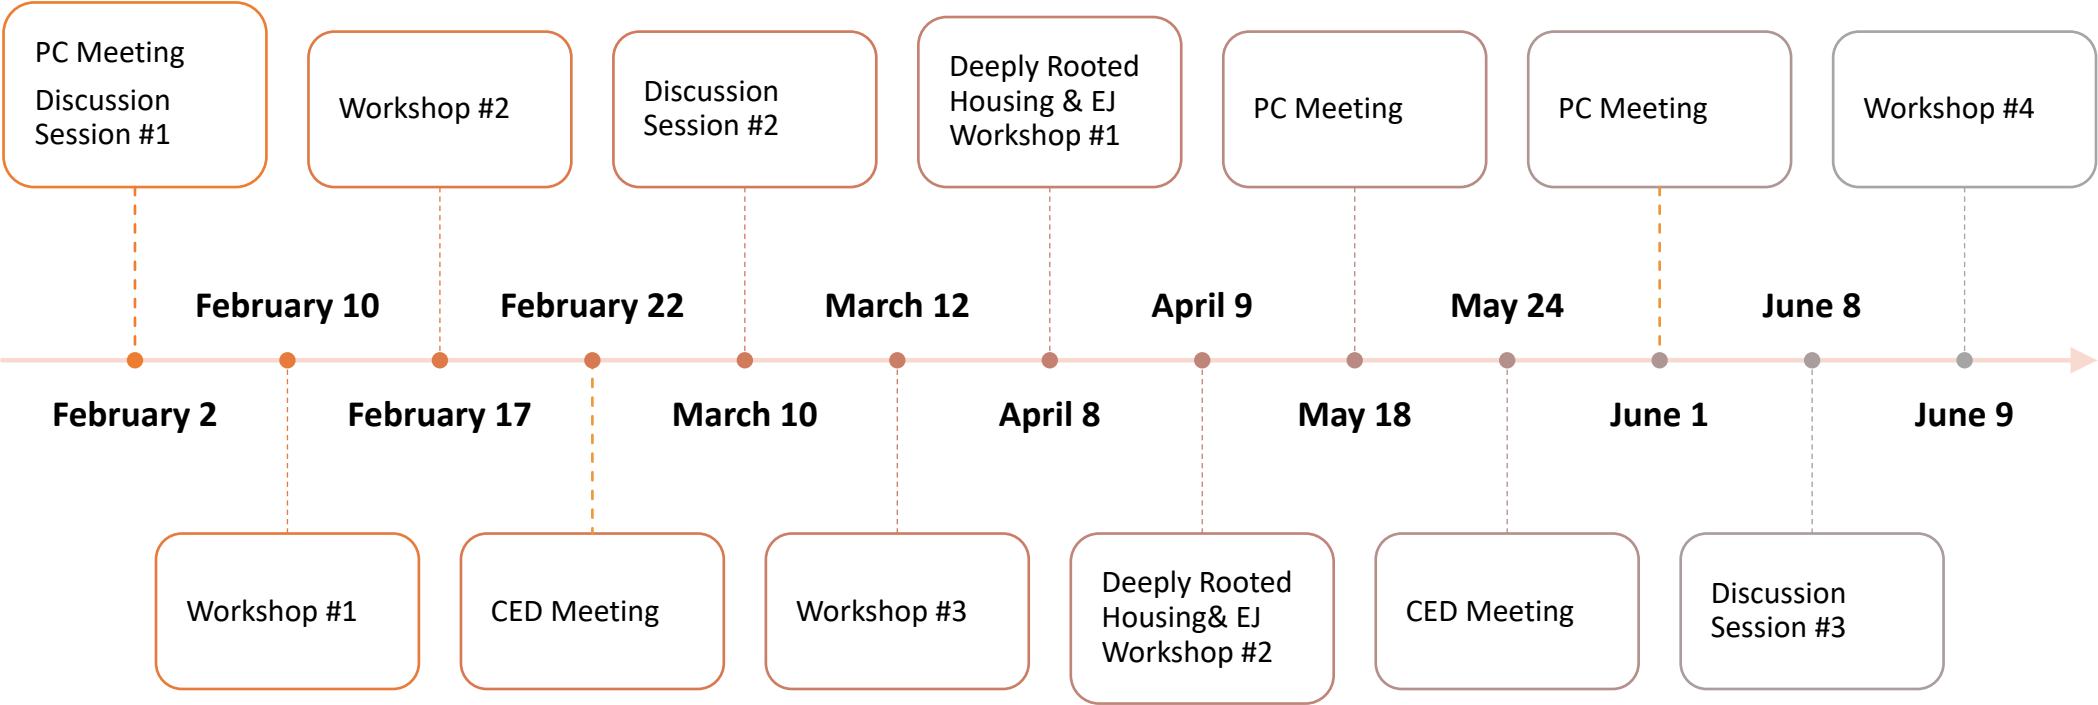 PC Meeting
Discussion
Session #1
Workshop #2
Discussion
Session #2
Deeply Rooted
Housing & EJ
Workshop #1
PC Meeting
PC Meeting
Workshop #4
February 10
February 22
March 12
April 9
May 24
June 8
February 2
February 17
March 10
April 8
May 18
June 1
June 9
Workshop #1
CED Meeting
Workshop #3
Deeply Rooted
Housing& EJ
Workshop #2
CED Meeting
Discussion
Session #3